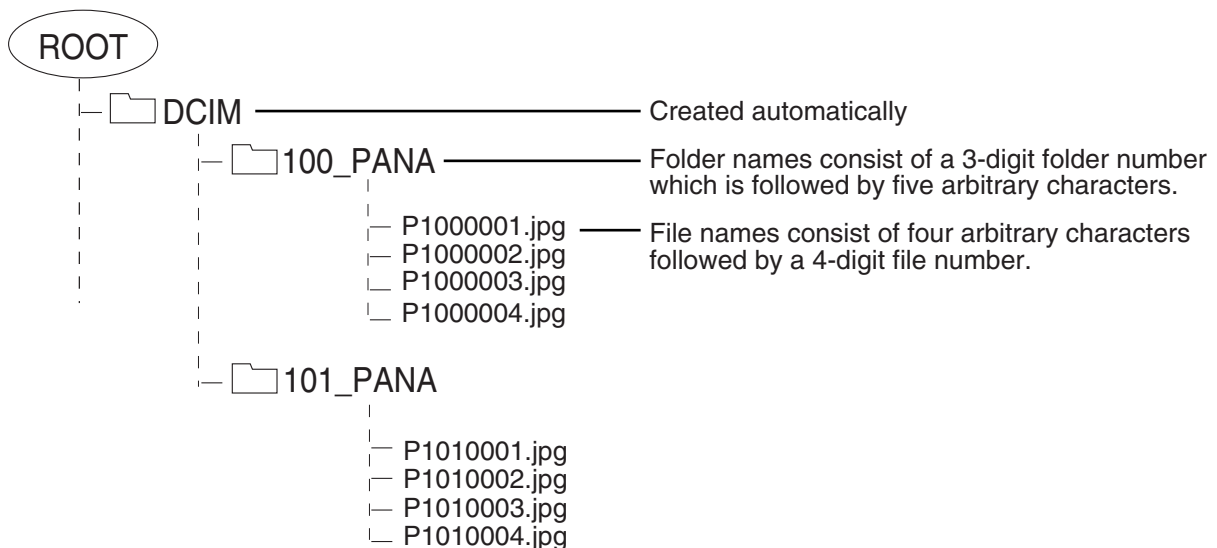 ROOT
DCIM
Created automatically
100_PANA
Folder names consist of a 3-digit folder number
which is followed by five arbitrary characters.
P1000001.jpg
File names consist of four arbitrary characters
followed by a 4-digit file number.
P1000002.jpg
P1000003.jpg
P1000004.jpg
101_PANA
P1010001.jpg
P1010002.jpg
P1010003.jpg
P1010004.jpg